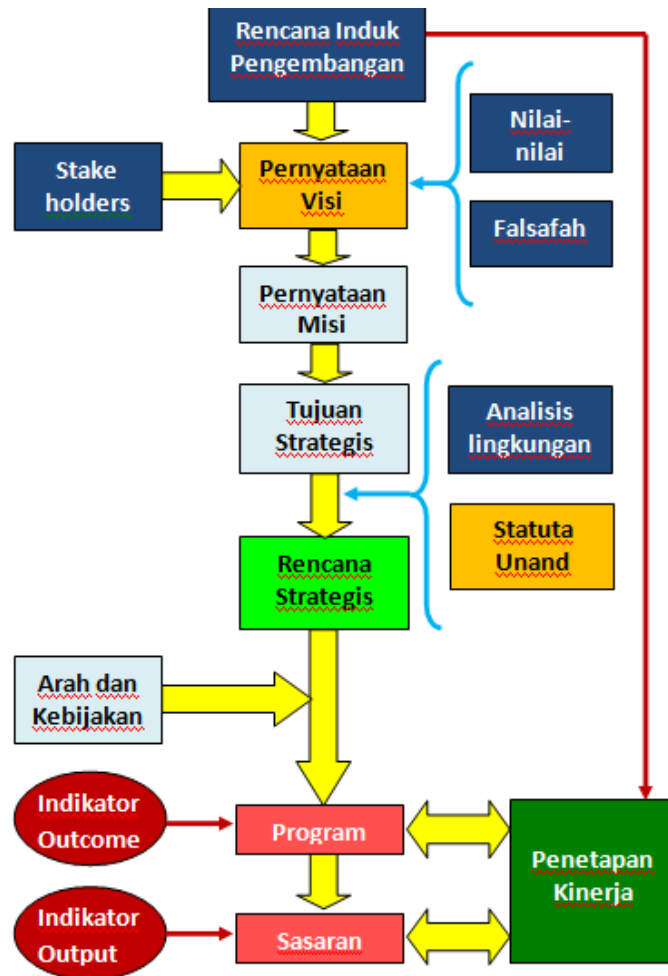 Rencana Induk
Pengembangan
Nilai-
nilai
Stake
holders
Pernyataan
Visi
Falsafah
Pernyataan
Misi
Tujuan
Strategis
Analisis
lingkungan
Statuta
Unand
Rencana
Strategis
Arah dan
Kebijakan
Indikator
Outcome
Program
Penetapan
Kinerja
Indikator
Output
Sasaran